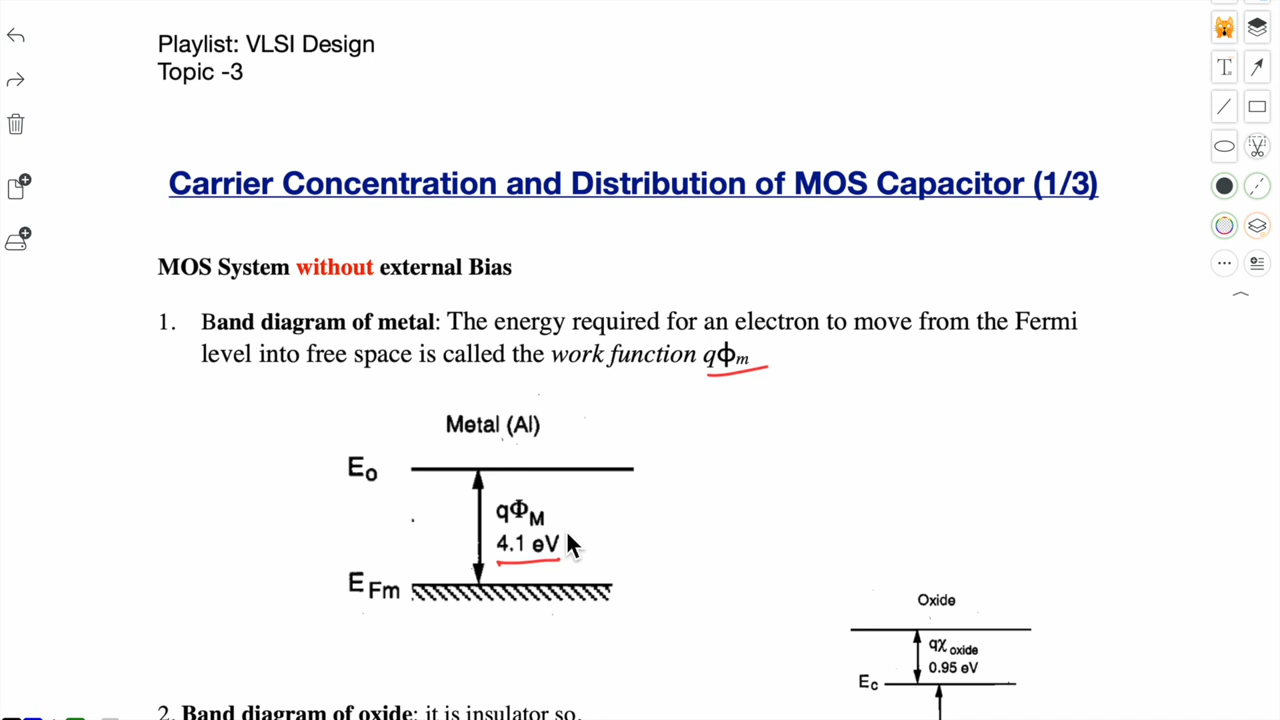 Playlist: VLSI Design
Topic -3
Carrier Concentration and Distribution of MOS Capacitor (1/3)
MOS System without external Bias
1. Band diagram of metal: The energy required for an electron to move from the Fermi
level into free space is called the work function qϕm
Metal (Al)
Eo
qΦM
4.1 eV
EFm
Oxide
qχoxide
0.95 eV
Ec
2. Band diagram of oxide: it is insulator so,